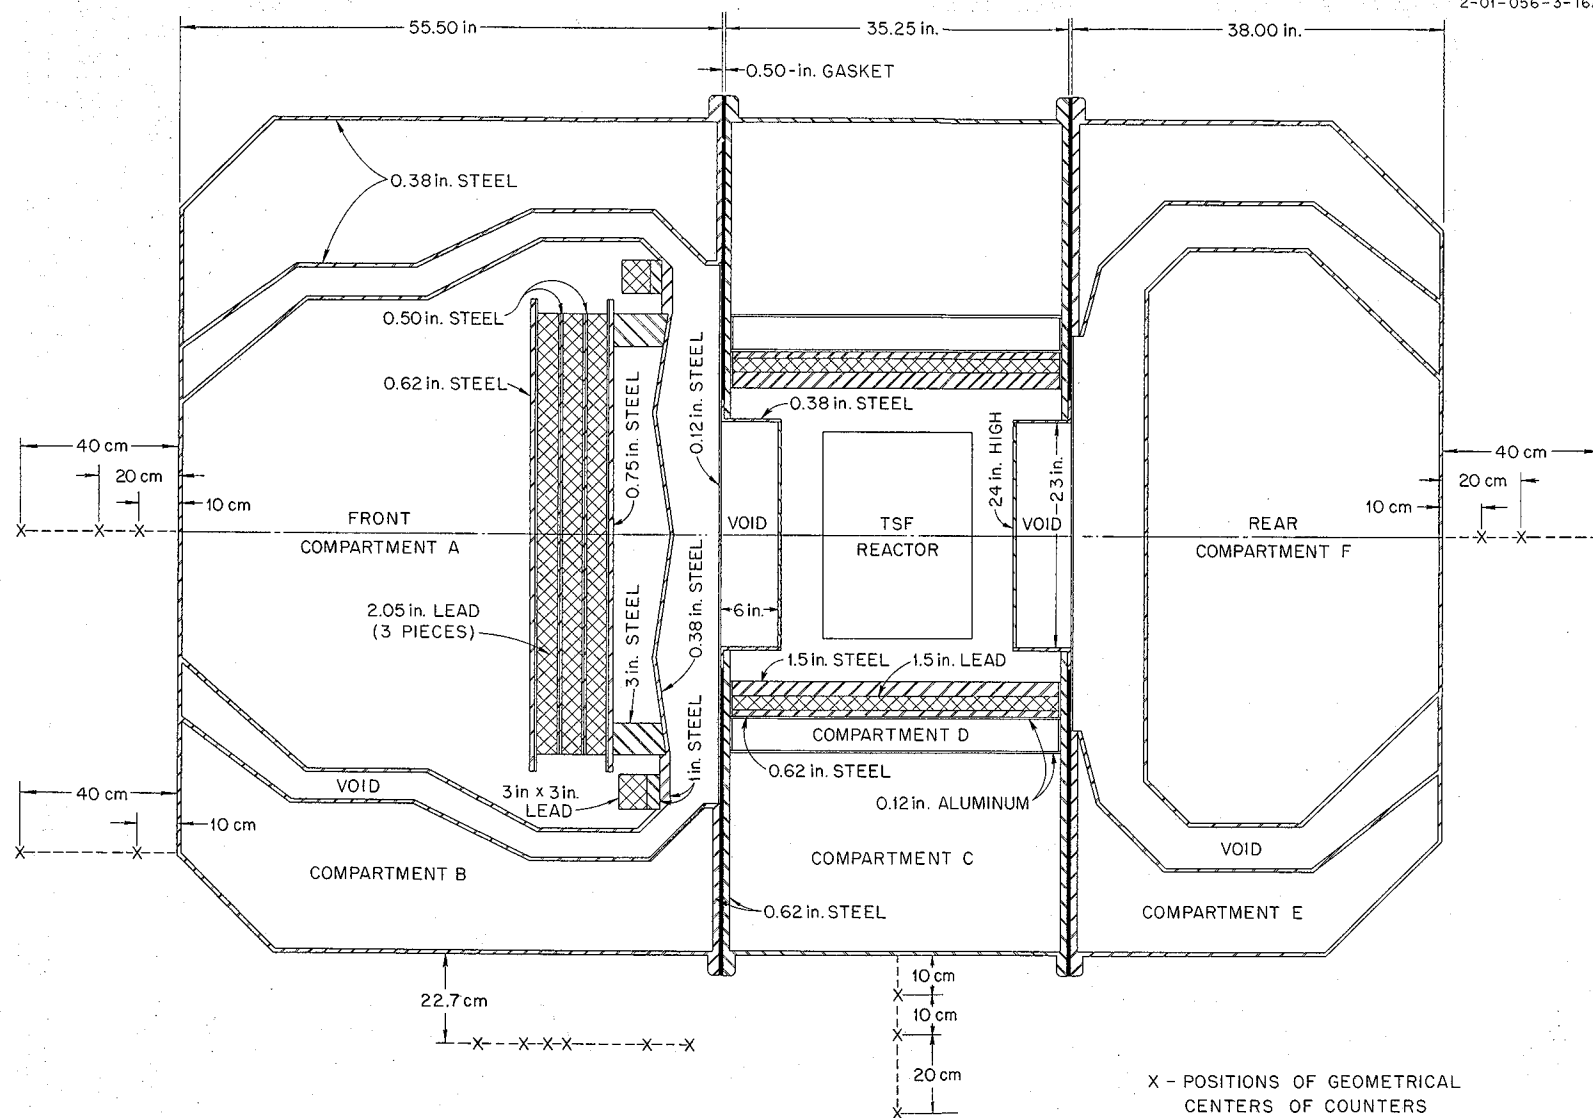 2-01-056-3-16
55.50 in
35.25 in.
38.00 in.
0.50-in. GASKET
0.38 in. STEEL
0.50 in. STEEL
0.62 in. STEEL
0.75 in. STEEL
0.12 in. STEEL
0.38 in. STEEL
24 in. HIGH
23 in.
40 cm
20 cm
10 cm
40 cm
20 cm
10 cm
X
X
X
FRONT
COMPARTMENT A
VOID
TSF
REACTOR
VOID
REAR
COMPARTMENT F
X
X
2.05 in. LEAD
(3 PIECES)
3 in. STEEL
0.38 in. STEEL
6 in.
1.5 in. STEEL
1.5 in. LEAD
1 in. STEEL
COMPARTMENT D
0.62 in. STEEL
0.12 in. ALUMINUM
VOID
3 in x 3 in.
LEAD
40 cm
10 cm
X
X
COMPARTMENT B
COMPARTMENT C
VOID
0.62 in. STEEL
COMPARTMENT E
22.7 cm
X
X
X
X
X
X
10 cm
X
10 cm
X
20 cm
X
X - POSITIONS OF GEOMETRICAL
CENTERS OF COUNTERS